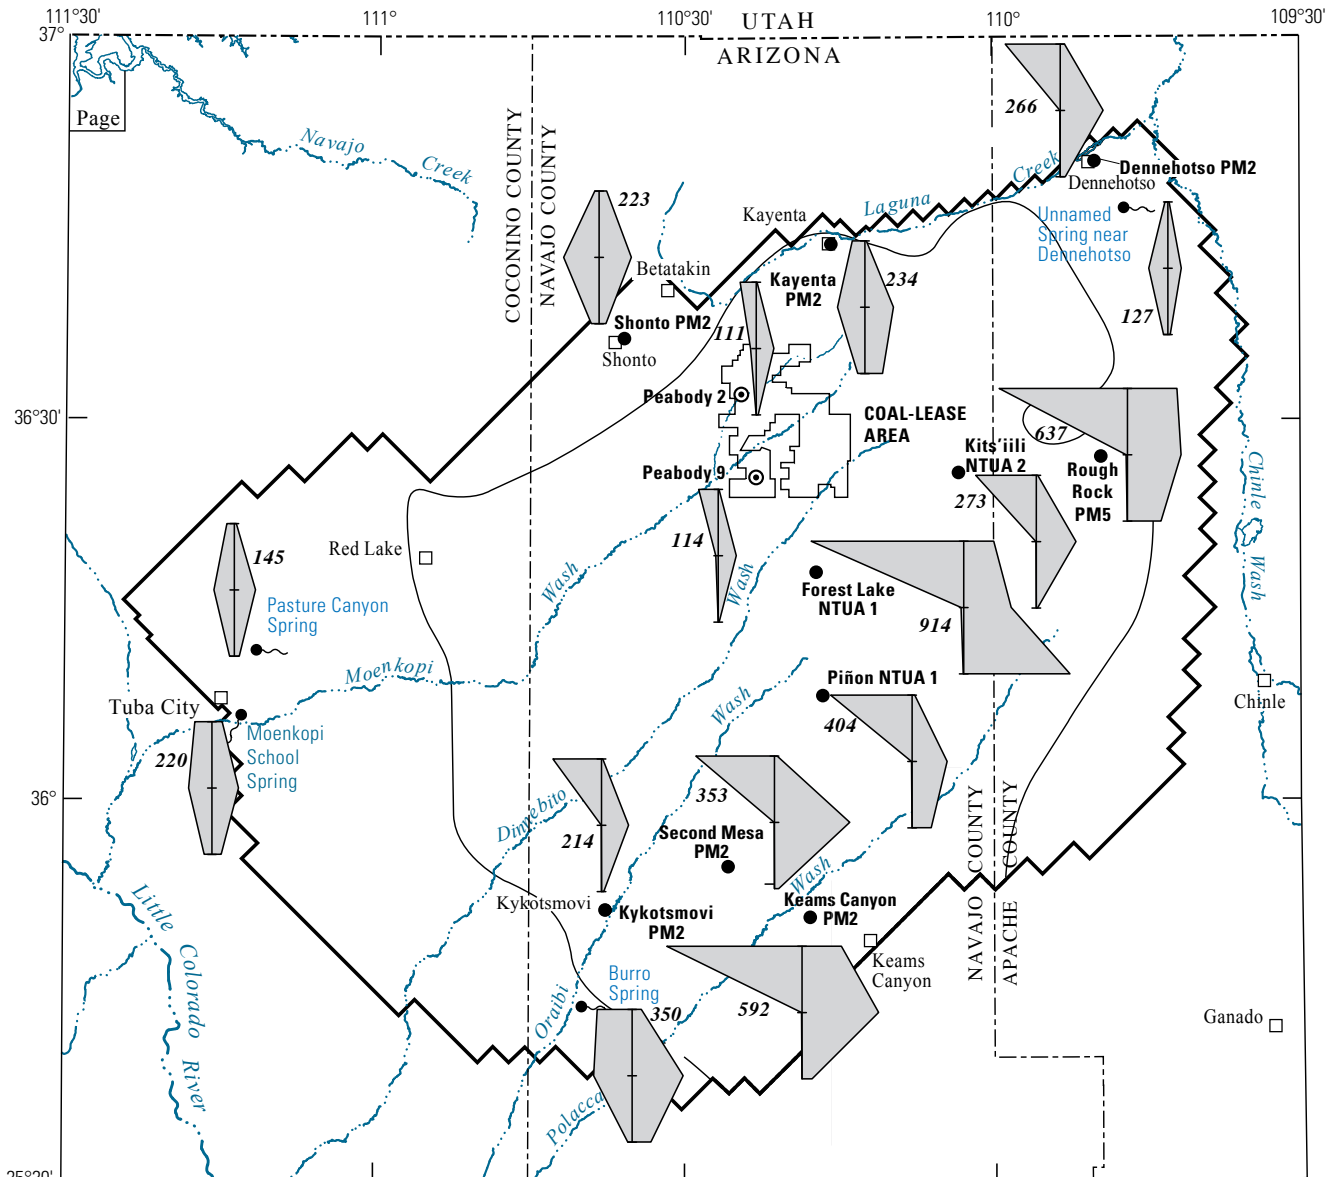 111°30'
111°
110°30'
110°
109°30'
37°
UTAH
ARIZONA
Page
Navajo
Creek
COCONINO COUNTY
NAVAJO COUNTY
266
Creek
Dennehotso PM2
Dennehotso
Laguna
Unnamed
Spring near
Dennehotso
223
Kayenta
Betatakin
Kayenta
PM2
234
127
Shonto PM2
111
Shonto
36°30'
Peabody 2
COAL-LEASE
AREA
637
Kits'iili
NTUA 2
Rough
Rock
PM5
Peabody 9
273
Chinle
Wash
145
Red Lake
114
Wash
Wash
Forest Lake
NTUA 1
914
Pasture Canyon
Spring
Moenkopi
Piñon NTUA 1
Wash
Tuba City
Chinle
Moenkopi
School
Spring
220
404
36°
353
Dinnebito
214
Second Mesa
PM2
NAVAJO COUNTY
APACHE COUNTY
Wash
Kykotsmovi
Kykotsmovi
PM2
Keams Canyon
PM2
Keams
Canyon
Little
Colorado
River
Burro
Spring
350
592
Oraibi
Ganado
Polacca